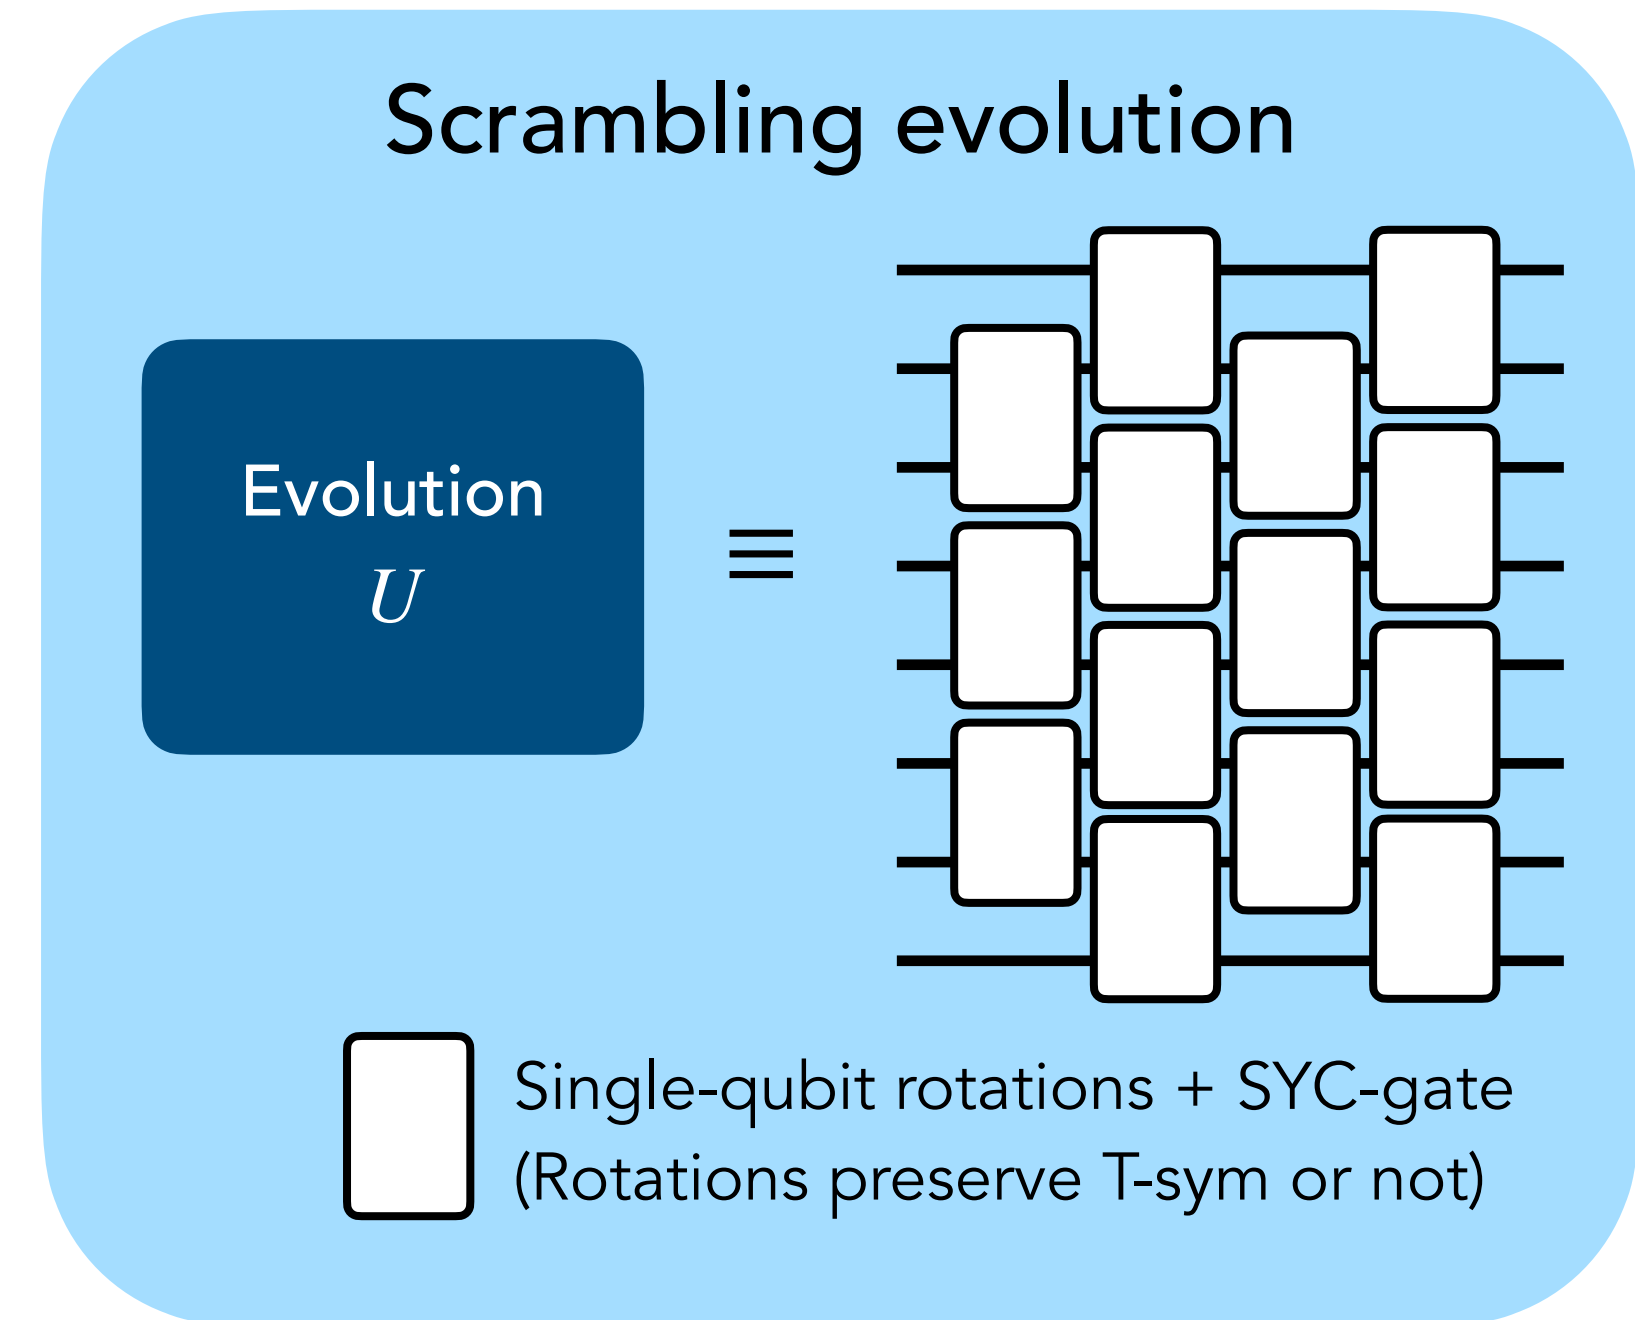 Scrambling evolution
Evolution
U
≡
Single-qubit rotations + SYC-gate
(Rotations preserve T-sym or not)